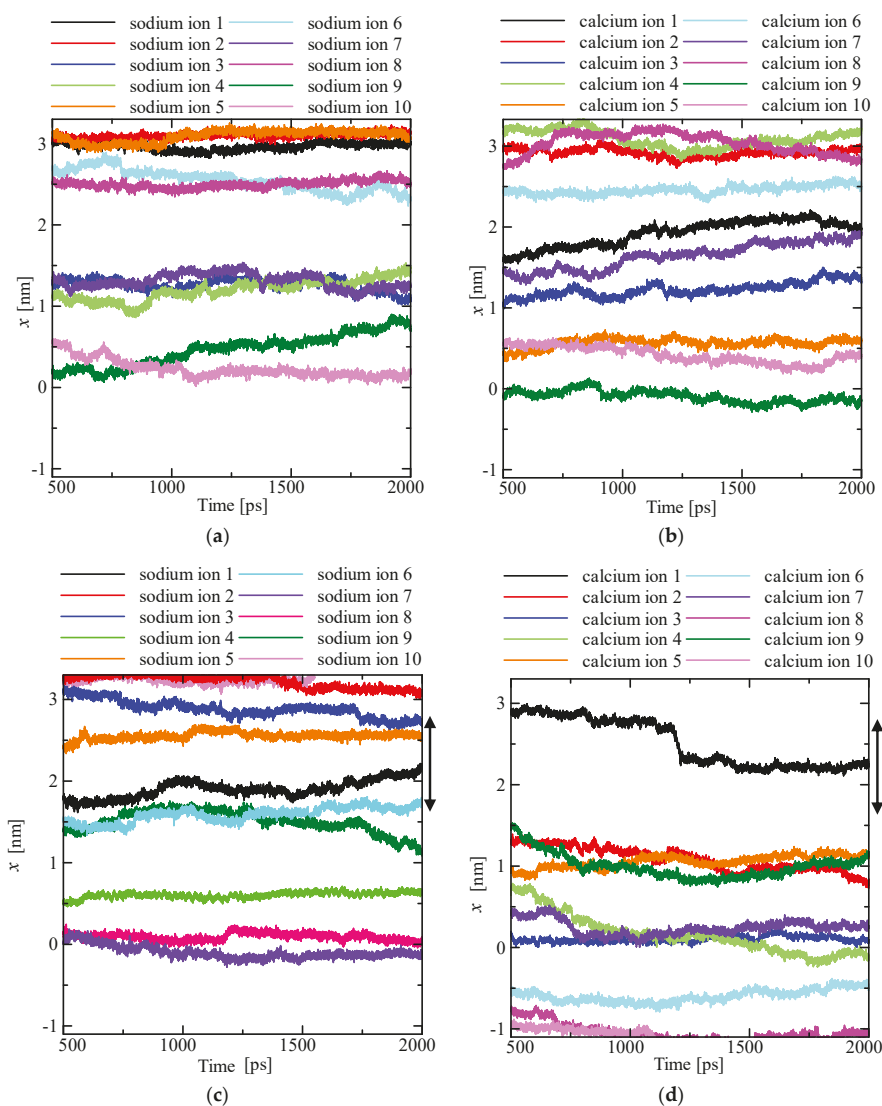 sodium ion 1 sodium ion 6
sodium ion 2 sodium ion 7
sodium ion 3 sodium ion 8
sodium ion 4 sodium ion 9
sodium ion 5 sodium ion 10
3
2
x [nm]
1
0
-1
500 1000 1500 2000
Time [ps]
(a)
calcium ion 1 calcium ion 6
calcium ion 2 calcium ion 7
calcuim ion 3 calcium ion 8
calcium ion 4 calcium ion 9
calcium ion 5 calcium ion 10
3
2
x [nm]
1
0
-1
500 1000 1500 2000
Time [ps]
(b)
sodium ion 1 sodium ion 6
sodium ion 2 sodium ion 7
sodium ion 3 sodium ion 8
sodium ion 4 sodium ion 9
sodium ion 5 sodium ion 10
3
2
x [nm]
1
0
-1
500 1000 1500 2000
Time [ps]
(c)
calcium ion 1 calcium ion 6
calcium ion 2 calcium ion 7
calcium ion 3 calcium ion 8
calcium ion 4 calcium ion 9
calcium ion 5 calcium ion 10
3
2
x [nm]
1
0
-1
500 1000 1500 2000
Time [ps]
(d)